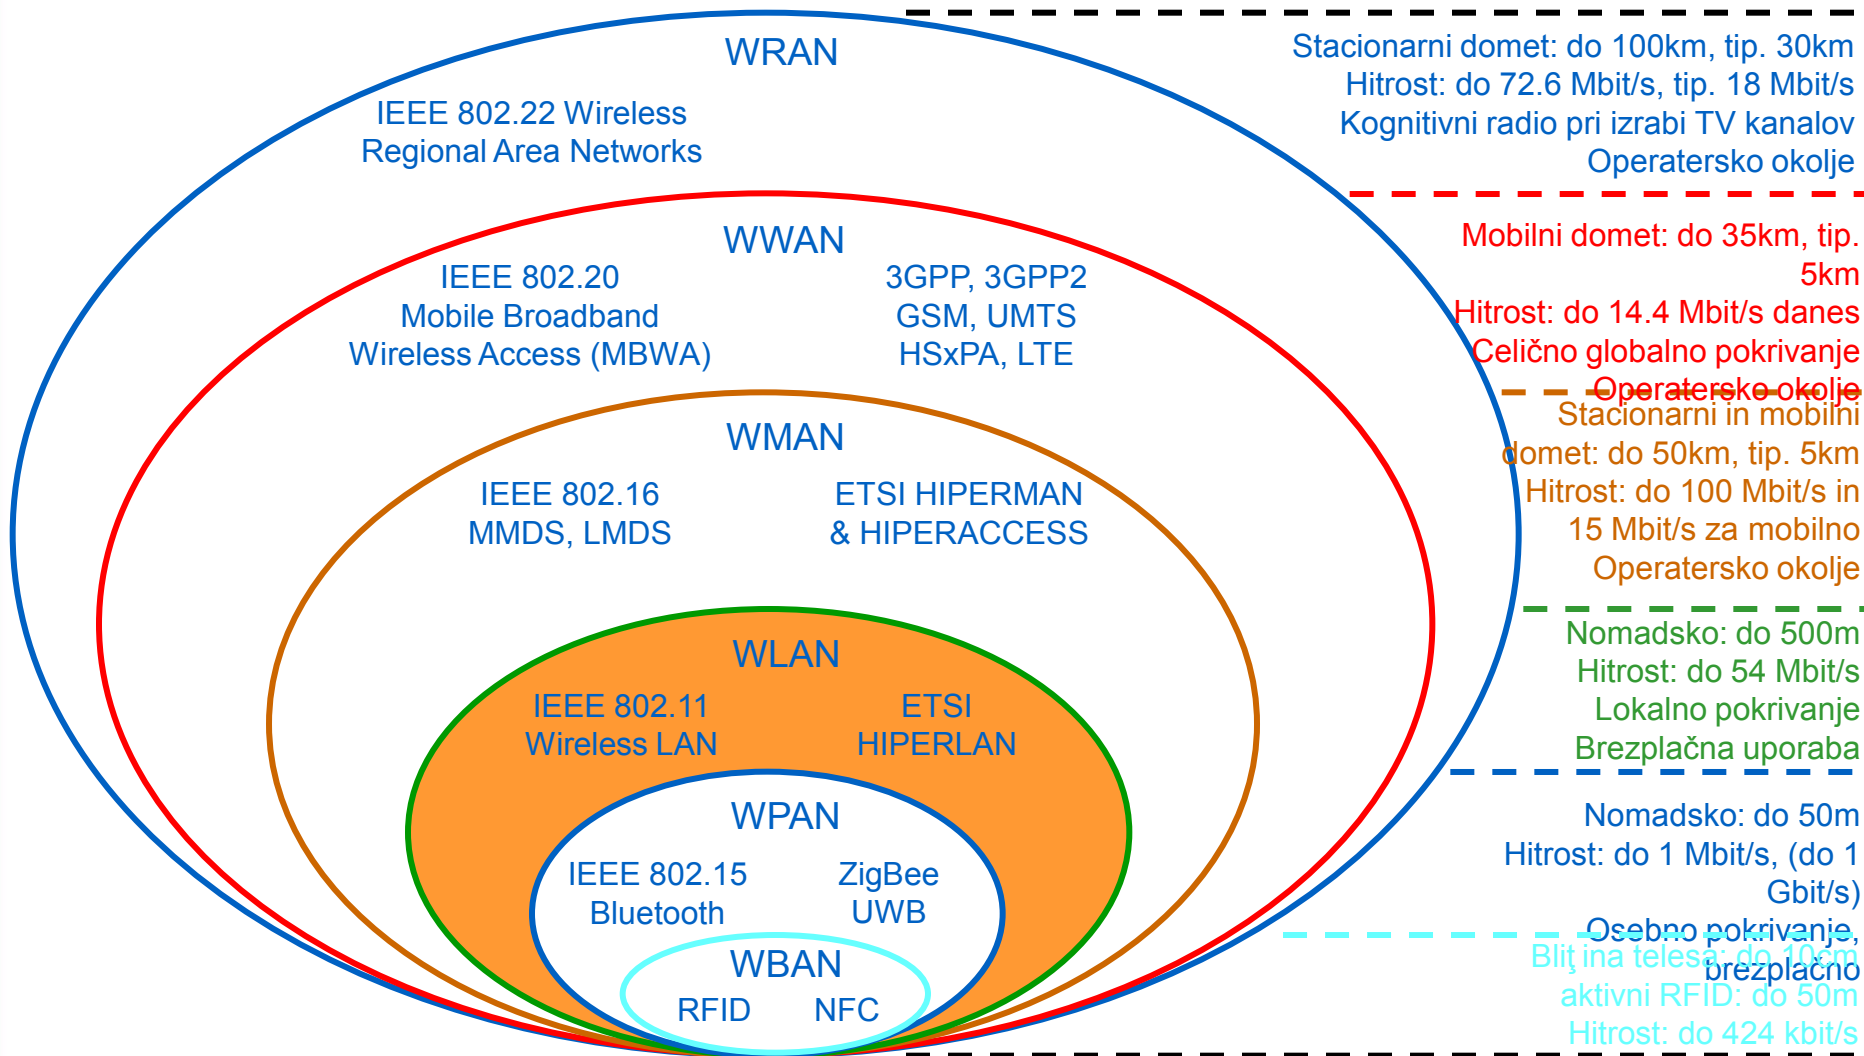 WRAN
IEEE 802.22 Wireless
Regional Area Networks
Stacionarni domet: do 100km, tip. 30km
Hitrost: do 72.6 Mbit/s, tip. 18 Mbit/s
Kognitivni radio pri izrabi TV kanalov
Operatersko okolje
WWAN
IEEE 802.20
Mobile Broadband
Wireless Access (MBWA)
3GPP, 3GPP2
GSM, UMTS
HSxPA, LTE
Mobilni domet: do 35km, tip.
5km
Hitrost: do 14.4 Mbit/s danes
Celično globalno pokrivanje
Operatersko okolje
WMAN
IEEE 802.16
MMDS, LMDS
ETSI HIPERMAN
& HIPERACCESS
Stacionarni in mobilni
domet: do 50km, tip. 5km
Hitrost: do 100 Mbit/s in
15 Mbit/s za mobilno
Operatersko okolje
WLAN
IEEE 802.11
Wireless LAN
ETSI
HIPERLAN
Nomadsko: do 500m
Hitrost: do 54 Mbit/s
Lokalno pokrivanje
Brezplačna uporaba
WPAN
IEEE 802.15
Bluetooth
ZigBee
UWB
Nomadsko: do 50m
Hitrost: do 1 Mbit/s, (do 1
Gbit/s)
Osebno pokrivanje,
brezplačno
WBAN
RFID
NFC
Bliţina telesa: do 10cm
aktivni RFID: do 50m
Hitrost: do 424 kbit/s